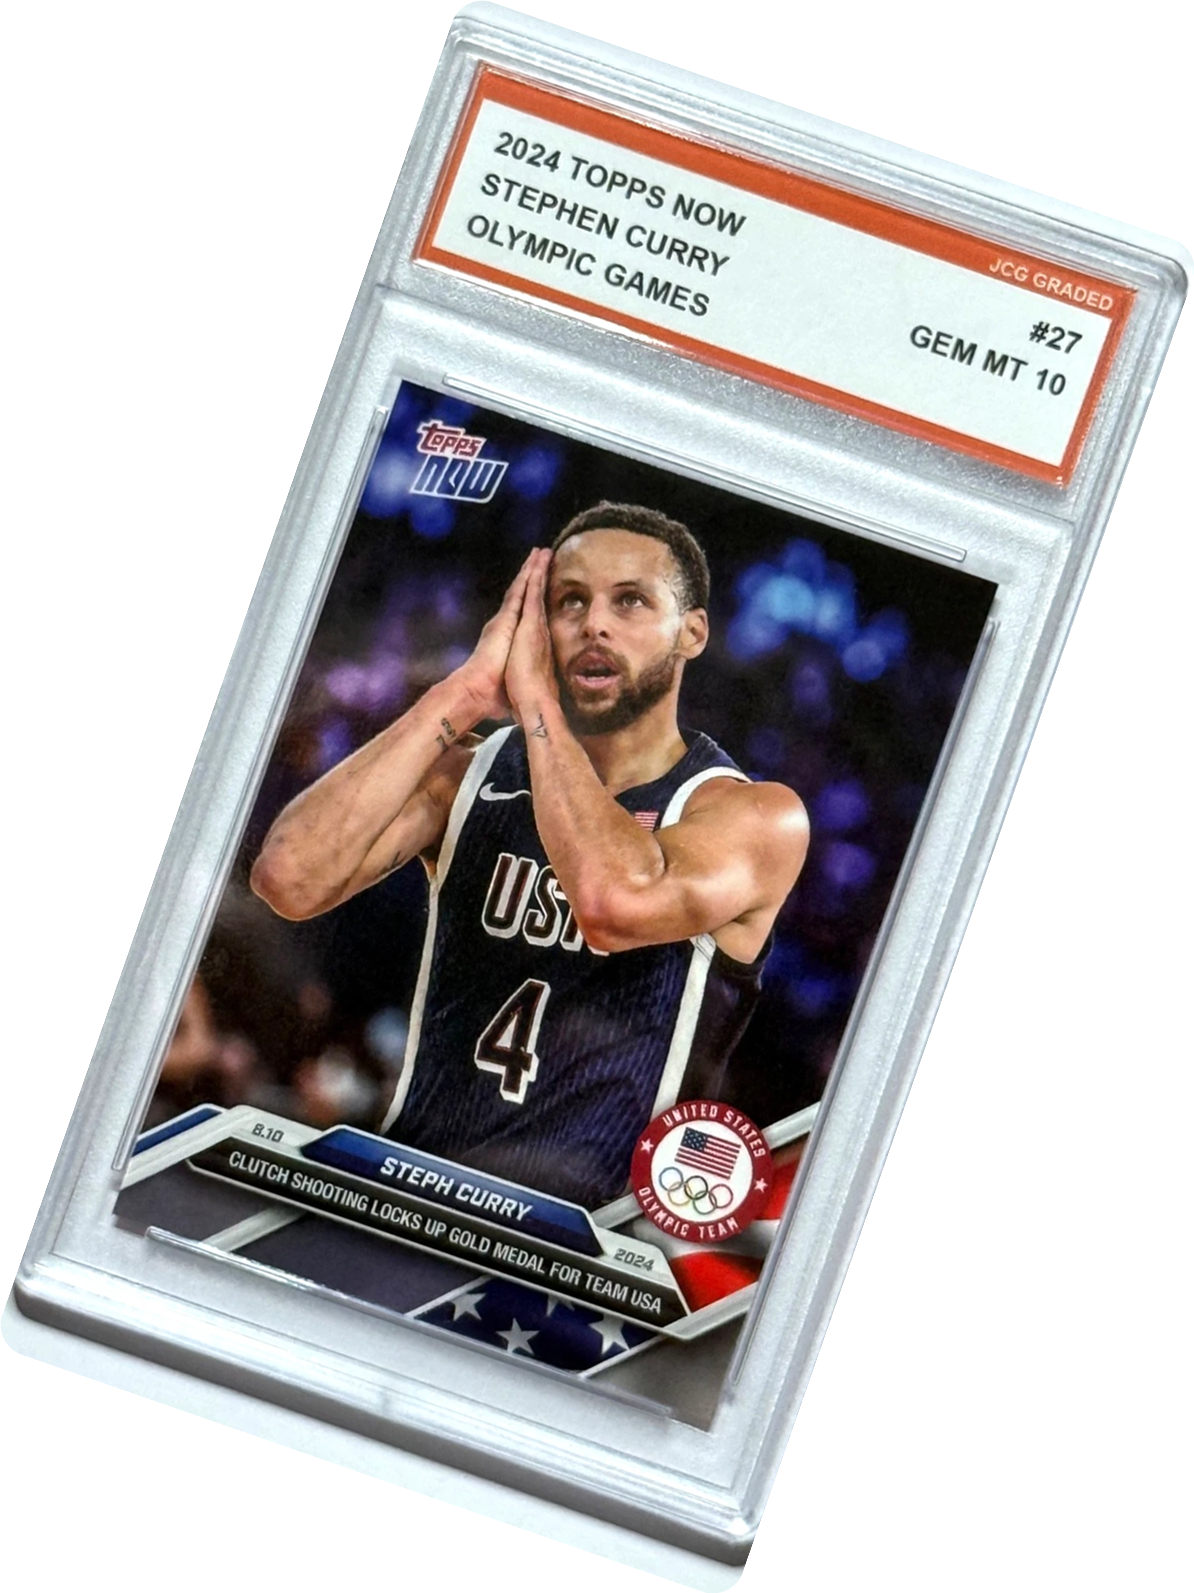 2024 TOPPS NOW
STEPHEN CURRY
OLYMPIC GAMES
JCG GRADED
#27
GEM MT 10
Topps
NOW
USA
4
UNITED STATES
OLYMPIC TEAM
8.10
STEPH CURRY
2024
CLUTCH SHOOTING LOCKS UP GOLD MEDAL FOR TEAM USA